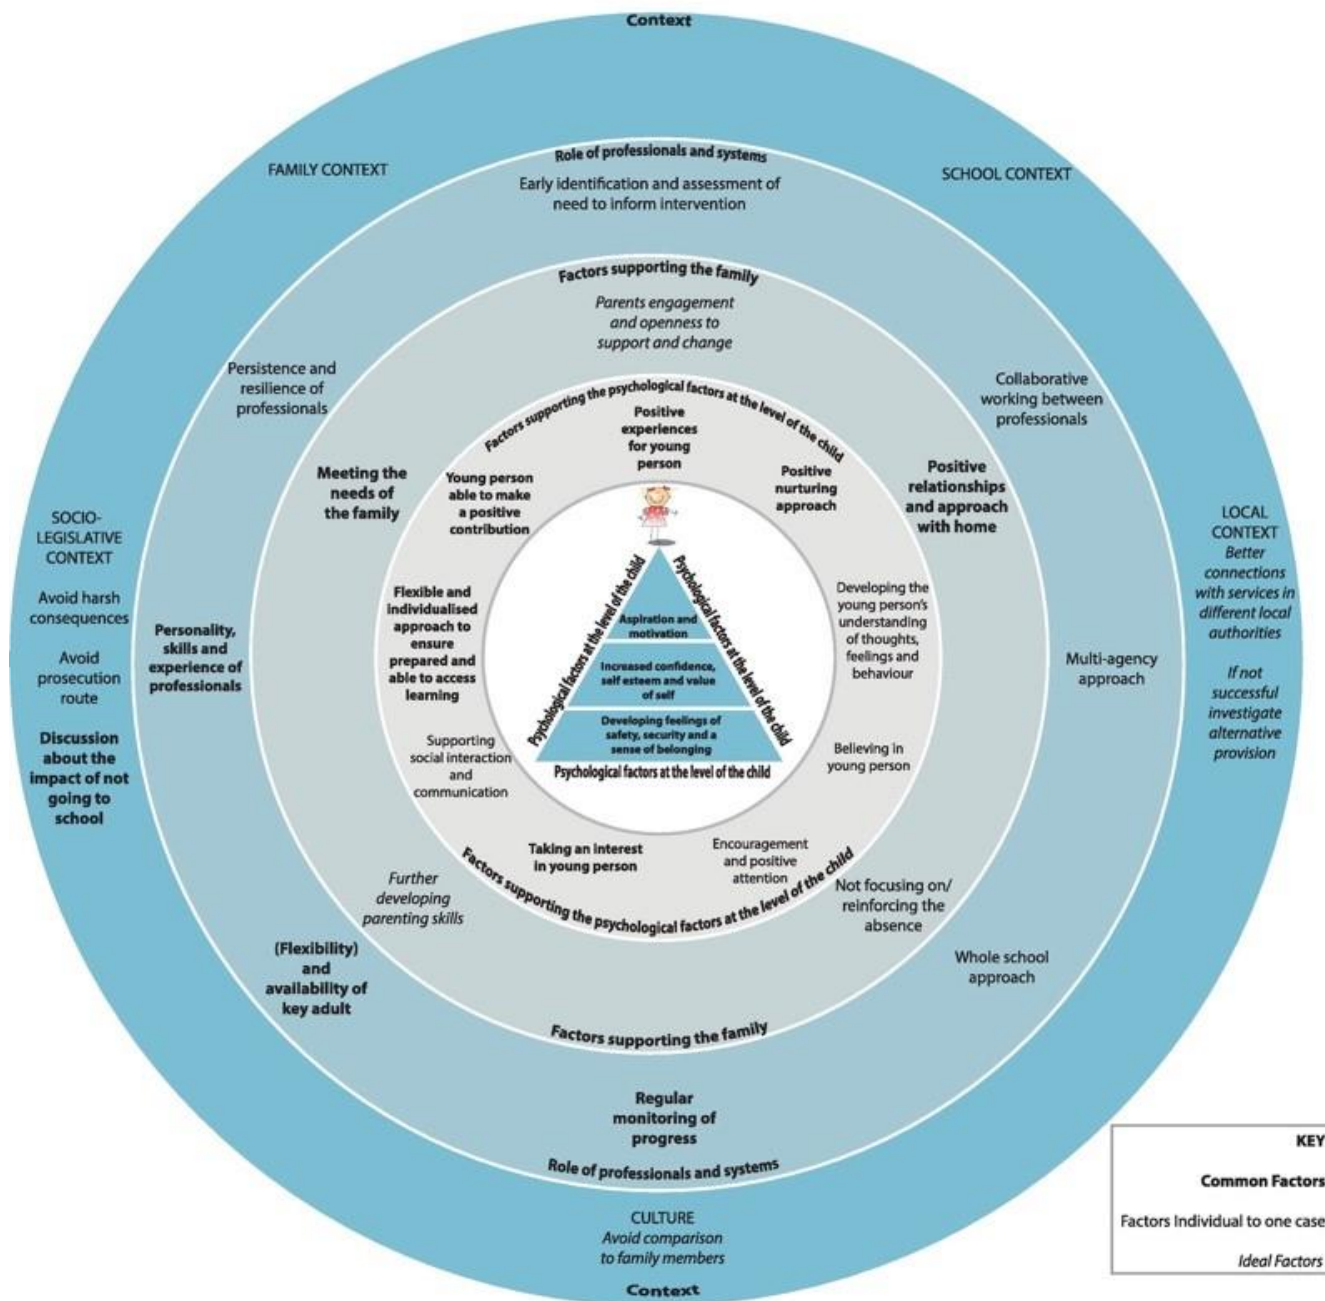 Context
FAMILY CONTEXT
SCHOOL CONTEXT
Role of professionals and systems
Early identification and assessment of
need to inform intervention
Factors supporting the family
Parents engagement
and openness to
support and change
Persistence and
resilience of
professionals
Collaborative
working between
professionals
Factors supporting the psychological factors at the level of the child
Positive
experiences
for young
person
Meeting the
needs of
the family
Young person
able to make
a positive
contribution
Positive
nurturing
approach
Positive
relationships
and approach
with home
SOCIO-
LEGISLATIVE
CONTEXT
Avoid harsh
consequences
Avoid
prosecution
route
Discussion
about the
impact of not
going to
school
LOCAL
CONTEXT
Better
connections
with services in
different local
authorities
If not
successful
investigate
alternative
provision
Personality,
skills and
experience of
professionals
Flexible and
individualised
approach to
ensure
prepared and
able to access
learning
Psychological factors at the level of the child
Psychological factors at the level of the child
Aspiration and
motivation
Increased confidence,
self esteem and value
of self
Developing feelings of
safety, security and a
sense of belonging
Psychological factors at the level of the child
Developing the
young person's
understanding
of thoughts,
feelings and
behaviour
Multi-agency
approach
Supporting
social interaction
and
communication
Believing in
young person
Taking an interest
in young person
Encouragement
and positive
attention
Factors supporting the psychological factors at the level of the child
Further
developing
parenting skills
Not focusing on/
reinforcing the
absence
(Flexibility)
and
availability of
key adult
Whole school
approach
Factors supporting the family
Regular
monitoring of
progress
Role of professionals and systems
CULTURE
Avoid comparison
to family members
Context
KEY
Common Factors
Factors Individual to one case
Ideal Factors